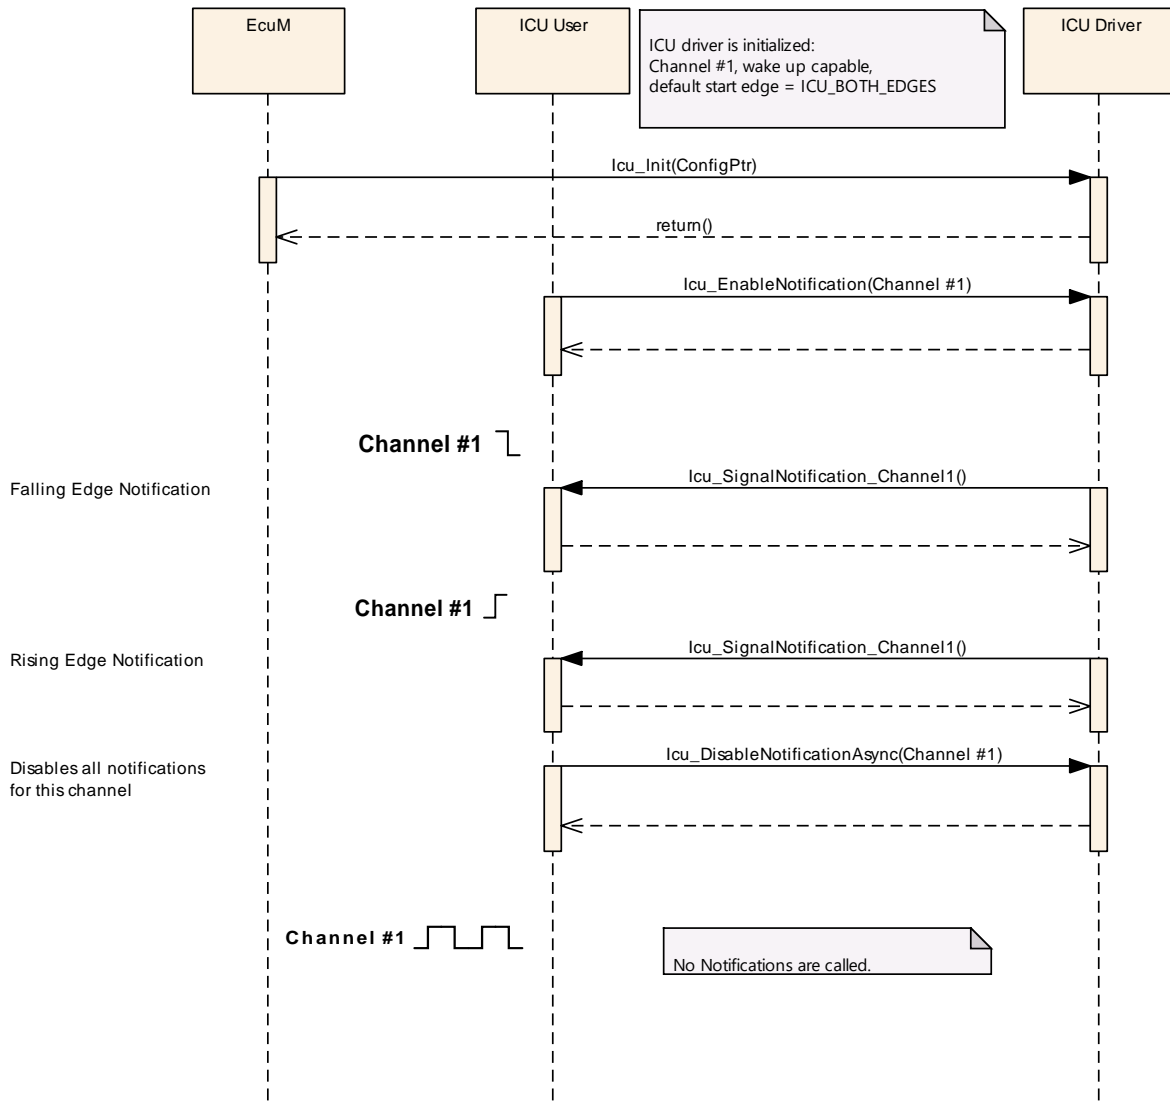 EcuM
ICU User
ICU driver is initialized:
Channel #1, wake up capable,
default start edge = ICU_BOTH_EDGES
ICU Driver
Icu_Init(ConfigPtr)
return()
Icu_EnableNotification(Channel #1)
Channel #1
Icu_SignalNotification_Channel1()
Falling Edge Notification
Channel #1
Icu_SignalNotification_Channel1()
Rising Edge Notification
Icu_DisableNotificationAsync(Channel #1)
Disables all notifications
for this channel
Channel #1
No Notifications are called.